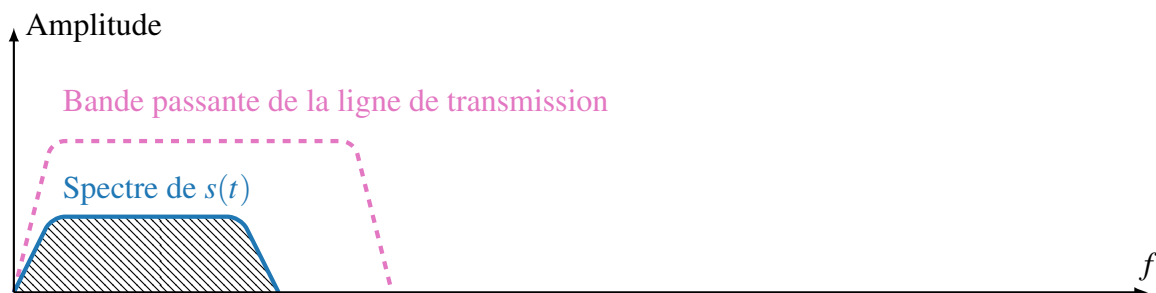 Amplitude
Bande passante de la ligne de transmission
Spectre de s(t)
f